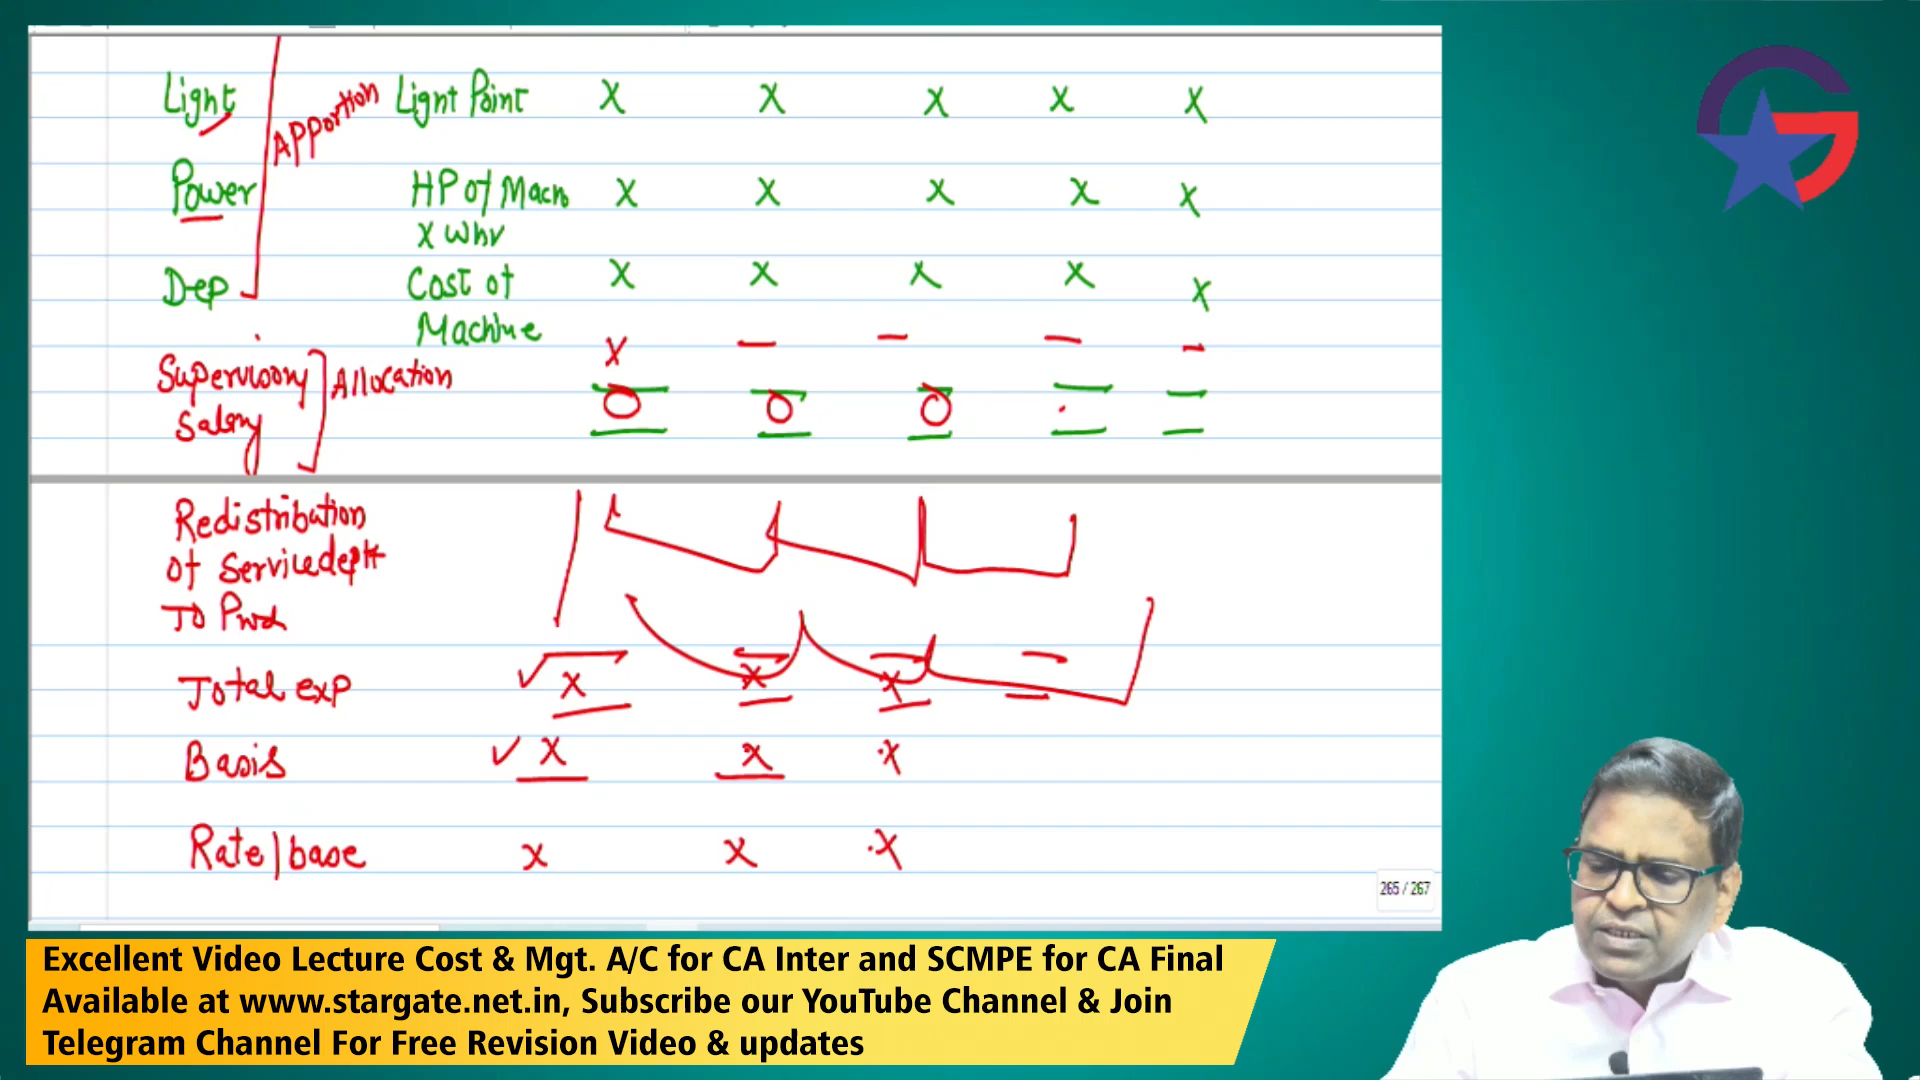 Light Apportion Light Point X X X X X
Power HP of Macn X X X X X
X Whr
Dep Cost of X X X X X
Machine
Supervisory Allocation X — — — -
Salary
Redistribution
of Service deptt
To Prod
Total exp X X X
Basis X X X
Rate/base X X X
265 / 267
Excellent Video Lecture Cost & Mgt. A/C for CA Inter and SCMPE for CA Final
Available at www.stargate.net.in, Subscribe our YouTube Channel & Join
Telegram Channel For Free Revision Video & updates